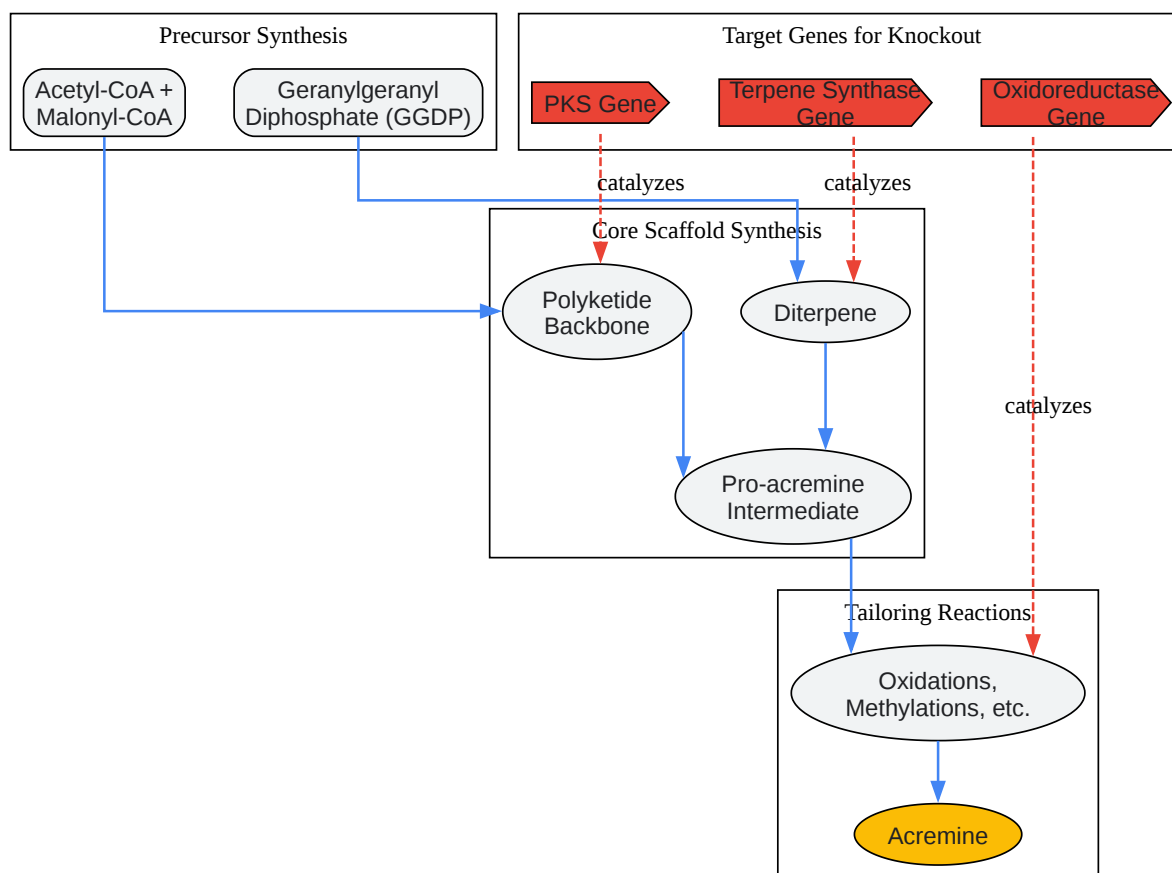 Precursor Synthesis
Acetyl-CoA +
Malonyl-CoA
Geranylgeranyl
Diphosphate (GGDP)
Target Genes for Knockout
PKS Gene
Terpene Synthase
Gene
Oxidoreductase
Gene
catalyzes
catalyzes
Core Scaffold Synthesis
Polyketide
Backbone
Diterpene
catalyzes
Pro-acremine
Intermediate
Tailoring Reactions
Oxidations,
Methylations, etc.
Acremine